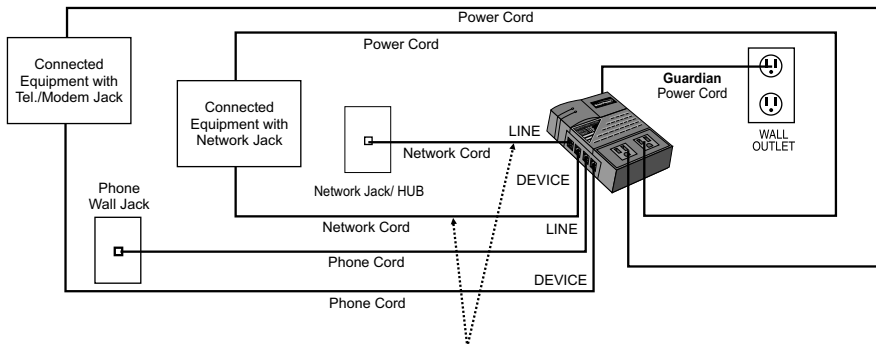 Power Cord
Power Cord
Connected
Equipment with
Tel./Modem Jack
Connected
Equipment with
Network Jack
Guardian
Power Cord
WALL
OUTLET
LINE
Network Cord
DEVICE
Network Jack/ HUB
Phone
Wall Jack
Network Cord
LINE
Phone Cord
DEVICE
Phone Cord